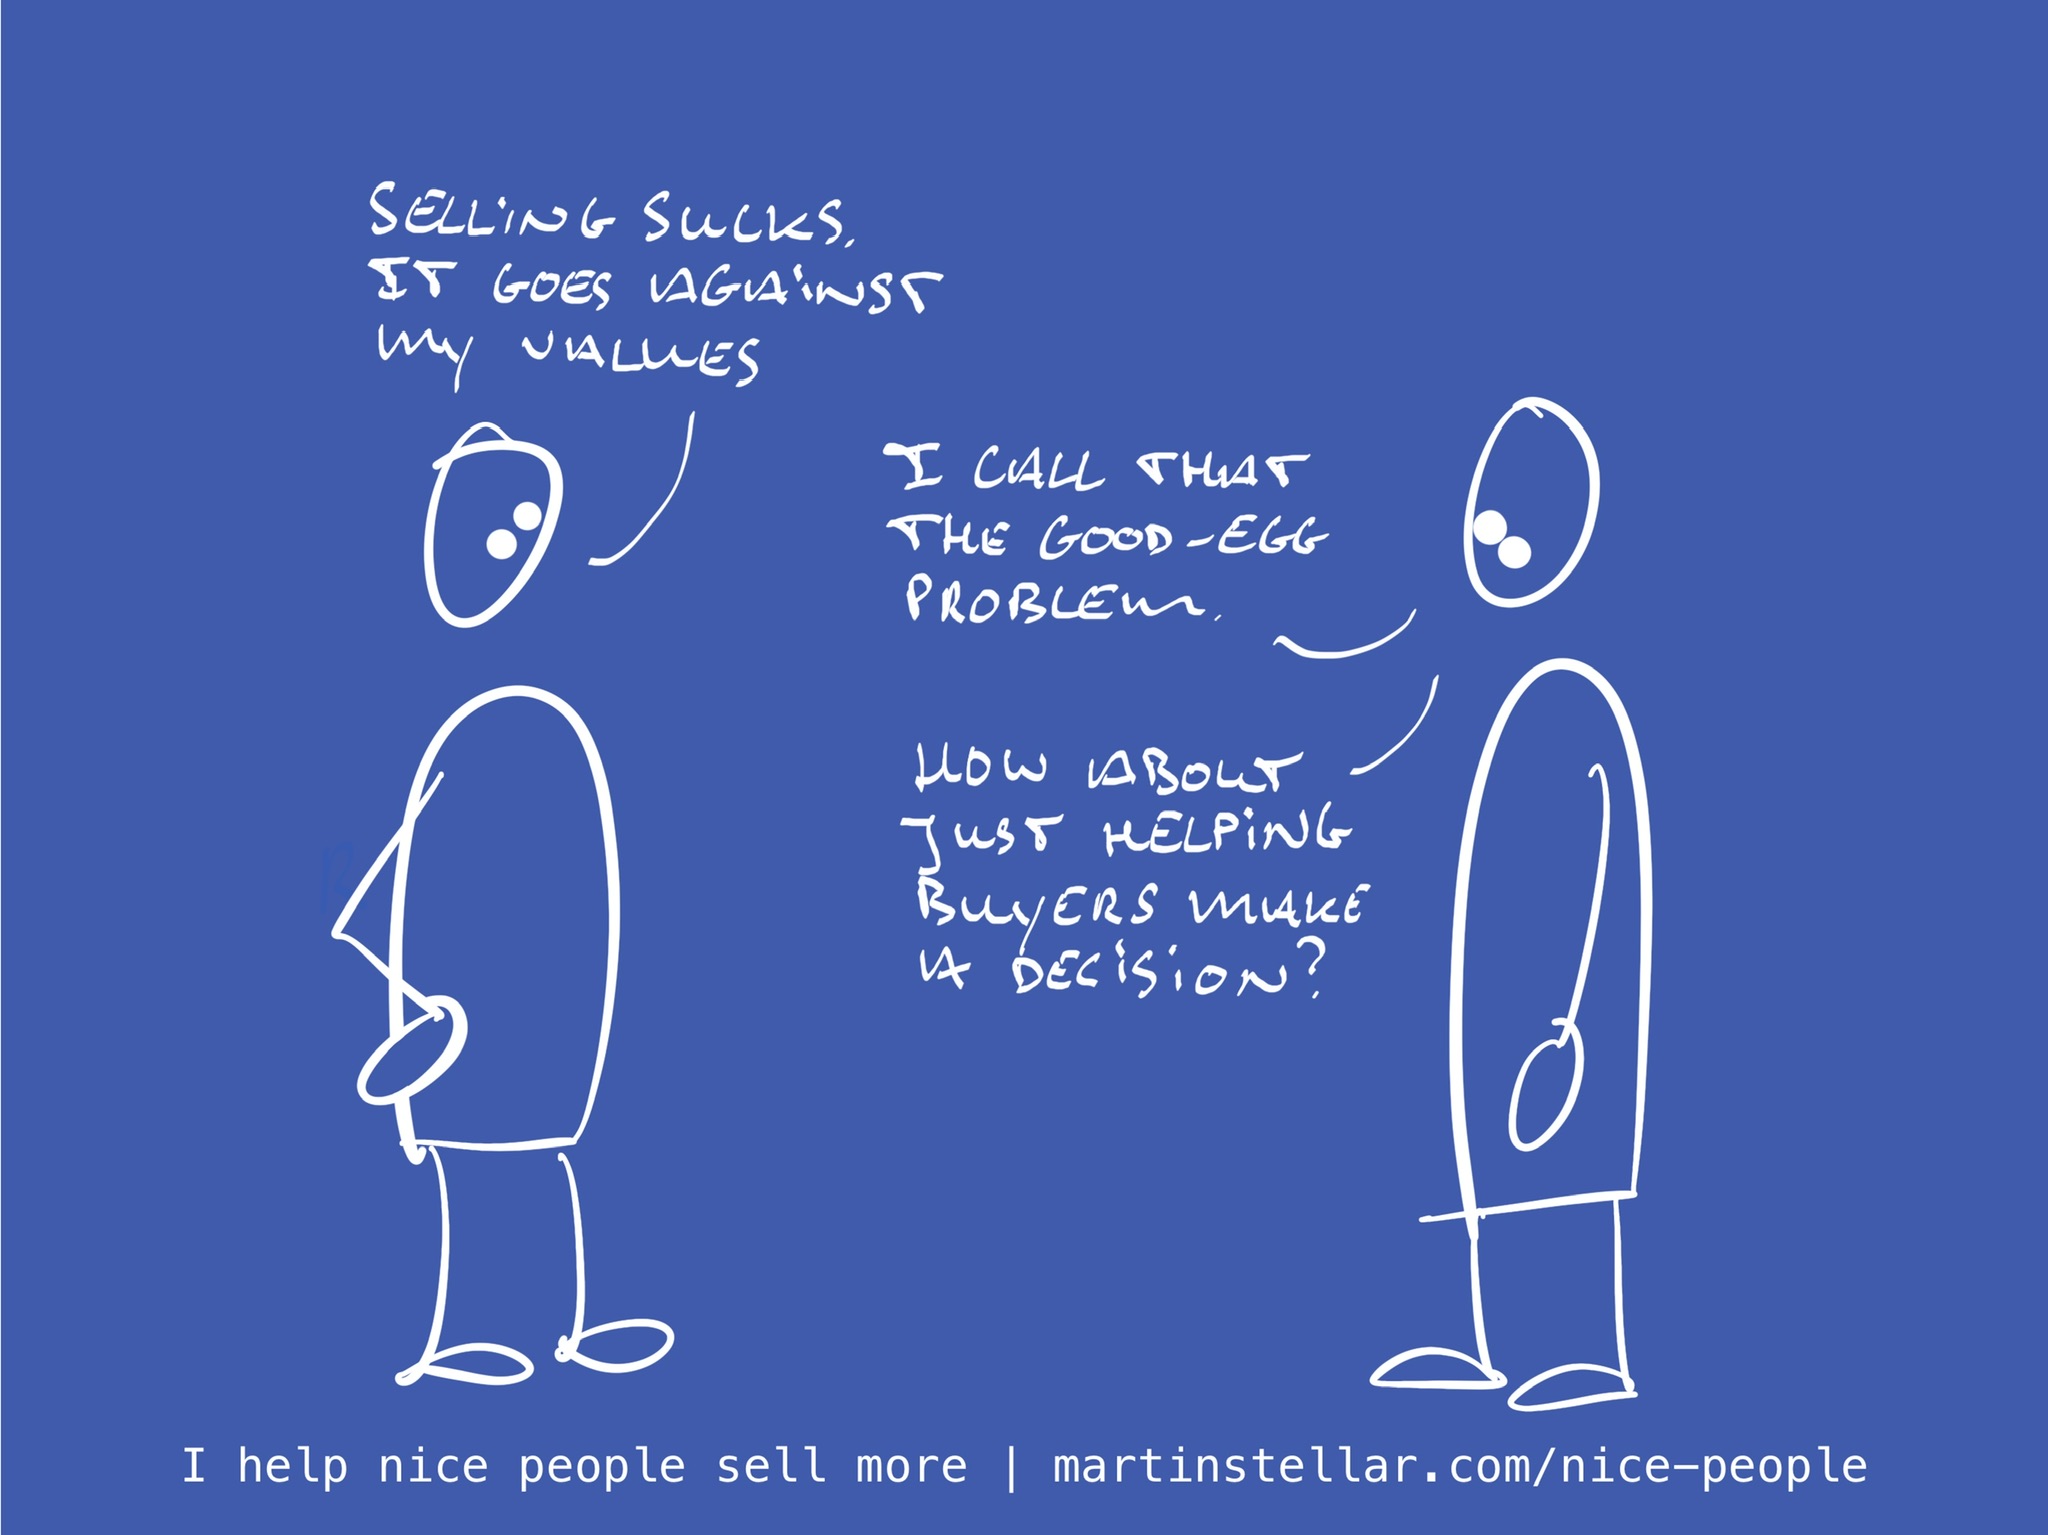 SELLING SUCKS.
IT GOES AGAINST
MY VALUES
I CALL THAT
THE GOOD-EGG
PROBLEM.
HOW ABOUT
JUST HELPING
BUYERS MAKE
A DECISION?
I help nice people sell more | martinstellar.com/nice-people